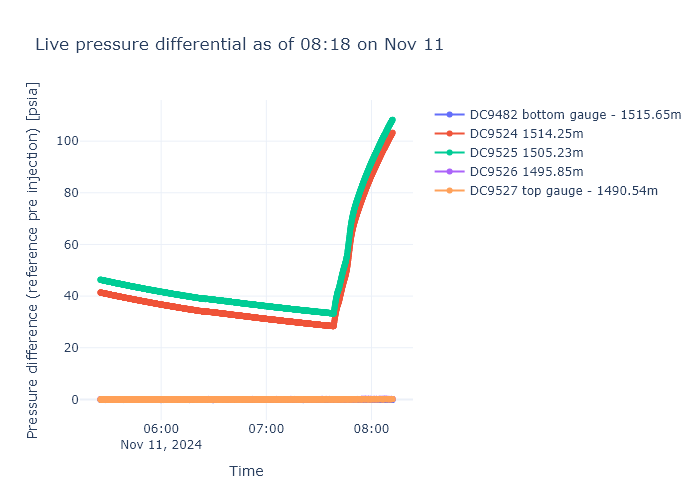 Live pressure differential as of 08:18 on Nov 11
Pressure difference (reference pre injection) [psia]
100
80
60
40
20
0
06:00
07:00
08:00
Nov 11, 2024
Time
DC9482 bottom gauge - 1515.65m
DC9524 1514.25m
DC9525 1505.23m
DC9526 1495.85m
DC9527 top gauge - 1490.54m